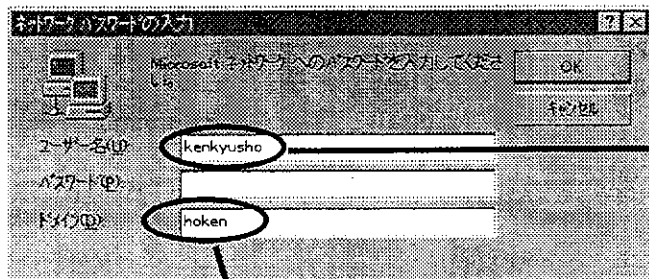 ネットワーク パスワードの入力
Microsoft ネットワークへのパスワードを入力してください。
OK
キャンセル
ユーザー名(U):
kenkyusho
パスワード(P):
ドメイン(D):
hoken